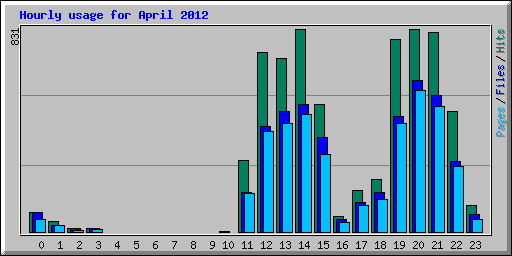 Hourly usage for April 2012
831
Pages/Files/Hits
0 1 2 3 4 5 6 7 8 9 10 11 12 13 14 15 16 17 18 19 20 21 22 23